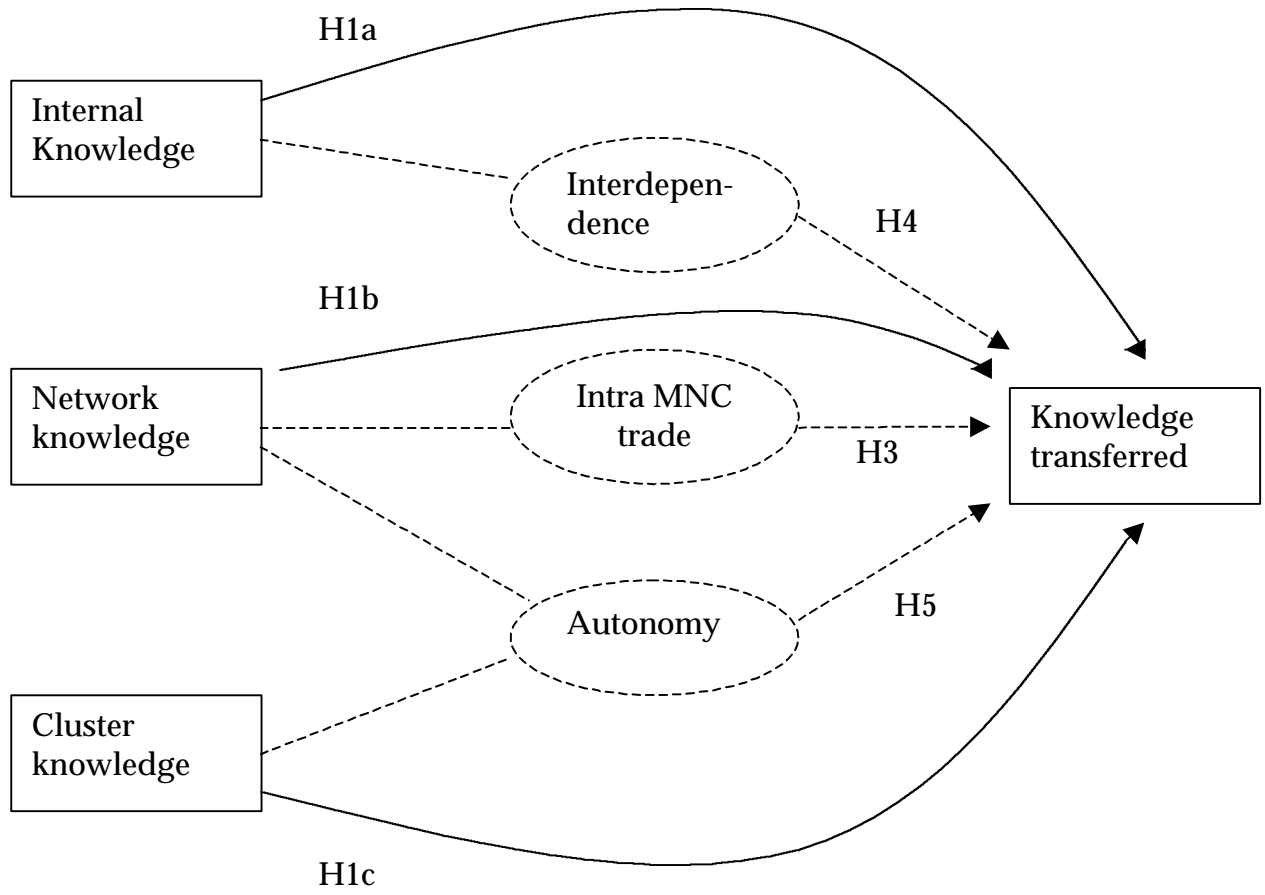 H1a
Internal
Knowledge
Interdepen-
dence
H4
H1b
Network
knowledge
Intra MNC
trade
H3
Knowledge
transferred
Autonomy
H5
Cluster
knowledge
H1c